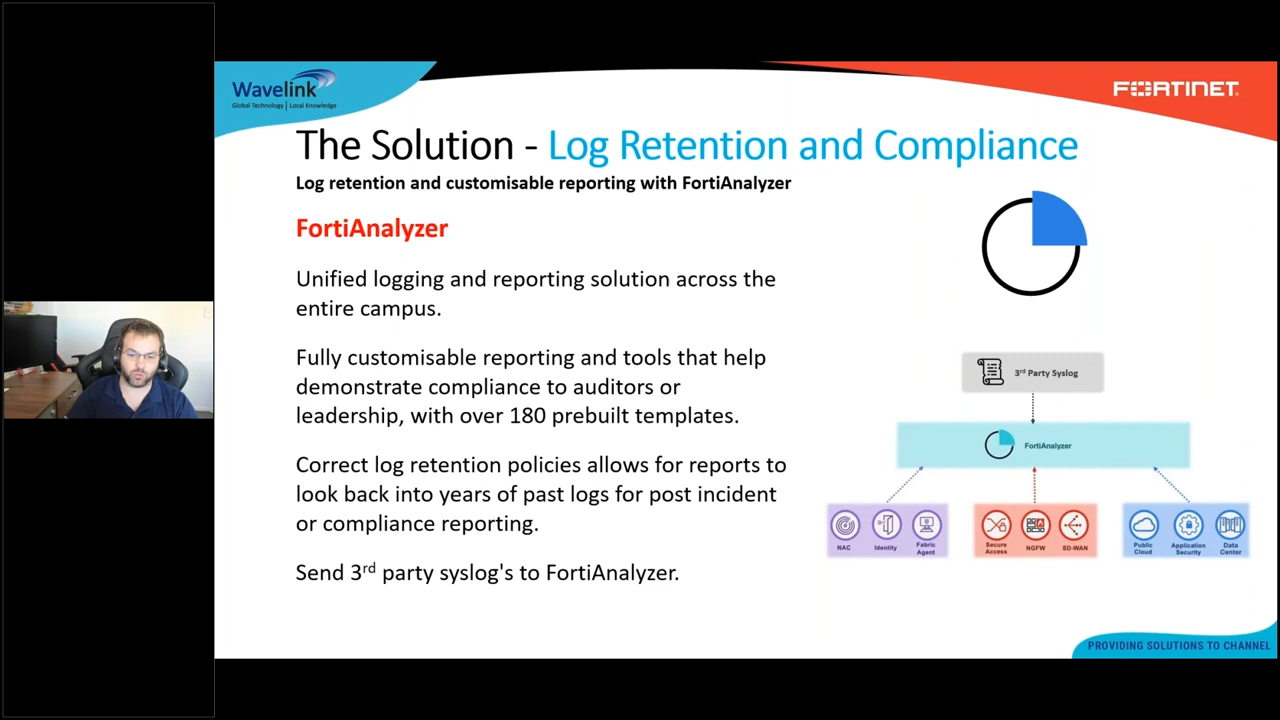 Wavelink
Global Technology | Local Knowledge
FORTINET
The Solution - Log Retention and Compliance
Log retention and customisable reporting with FortiAnalyzer
FortiAnalyzer
Unified logging and reporting solution across the
entire campus.
Fully customisable reporting and tools that help
demonstrate compliance to auditors or
leadership, with over 180 prebuilt templates.
Correct log retention policies allows for reports to
look back into years of past logs for post incident
or compliance reporting.
Send 3rd party syslog's to FortiAnalyzer.
3rd Party Syslog
FortiAnalyzer
NAC
Identity
Fabric
Agent
Secure
Access
NGFW
SD-WAN
Public
Cloud
Application
Security
Data
Center
PROVIDING SOLUTIONS TO CHANNEL